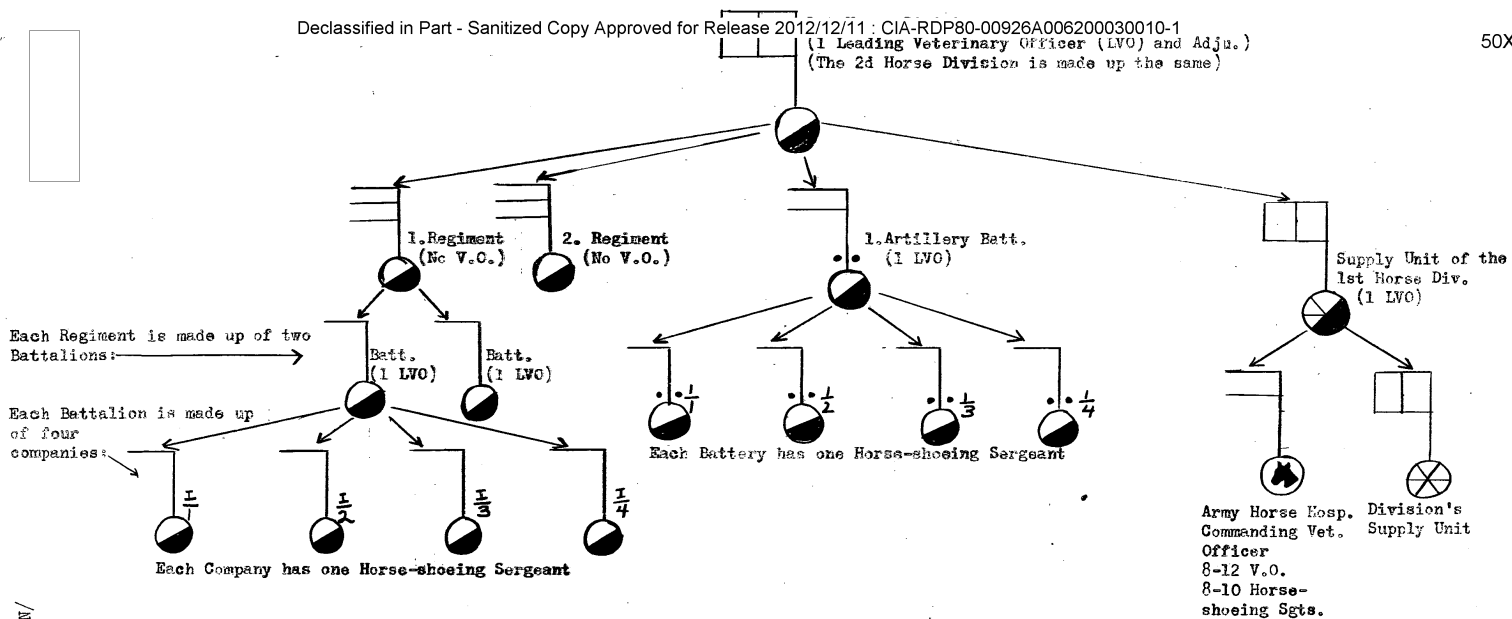 Declassified in Part - Sanitized Copy Approved for Release 2012/12/11 : CIA-RDP80-00926A006200030010-1
50X
(1 Leading Veterinary Officer (LVO) and Adju.)
(The 2d Horse Division is made up the same)
1.Regiment
(No V.O.)
2. Regiment
(No V.O.)
1.Artillery Batt.
(1 LVO)
Supply Unit of the
1st Horse Div.
(1 LVO)
Each Regiment is made up of two
Battalions:
Batt.
(1 LVO)
Batt.
(1 LVO)
Each Battalion is made up
of four
companies:
1/1
1/2
1/3
1/4
Each Battery has one Horse-shoeing Sergeant
I/1
I/2
I/3
I/4
Each Company has one Horse-shoeing Sergeant
Army Horse Hosp.
Commanding Vet.
Officer
8-12 V.O.
8-10 Horse-
shoeing Sgts.
Division's
Supply Unit